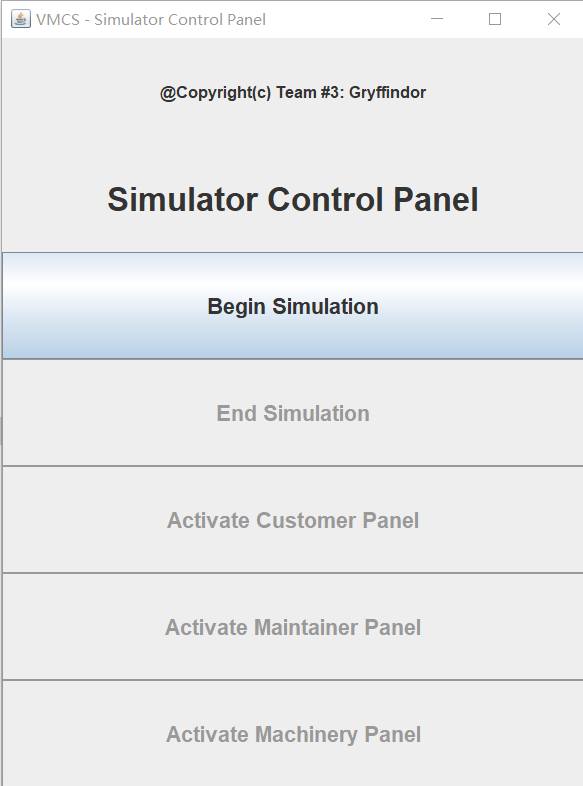 VMCS - Simulator Control Panel
@Copyright(c) Team #3: Gryffindor
Simulator Control Panel
Begin Simulation
End Simulation
Activate Customer Panel
Activate Maintainer Panel
Activate Machinery Panel